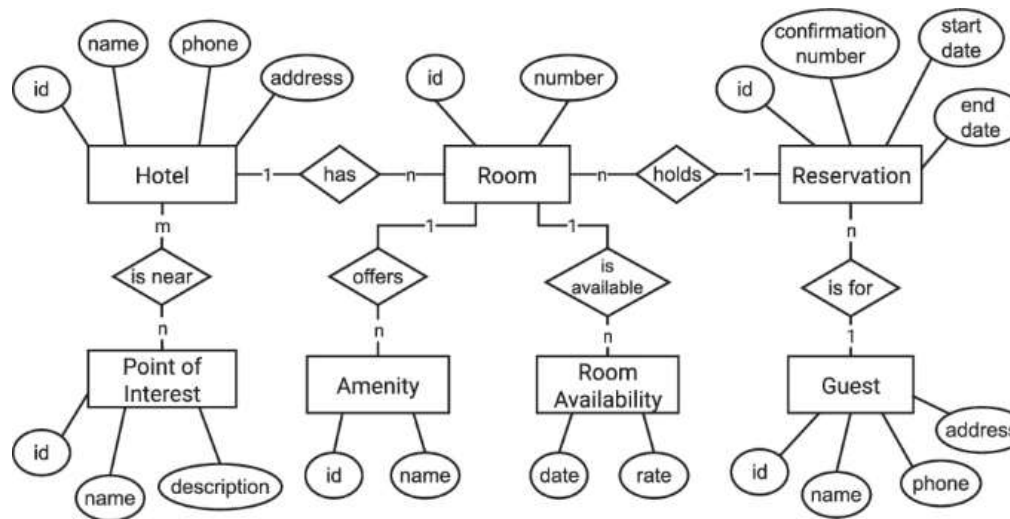 name
phone
id
address
id
number
confirmation
number
start
date
id
end
date
Hotel
1
has
n
Room
n
holds
1
Reservation
m
1
1
n
is near
offers
is
available
is for
n
n
n
1
Point of
Interest
Amenity
Room
Availability
Guest
id
name
description
id
name
date
rate
id
name
phone
address